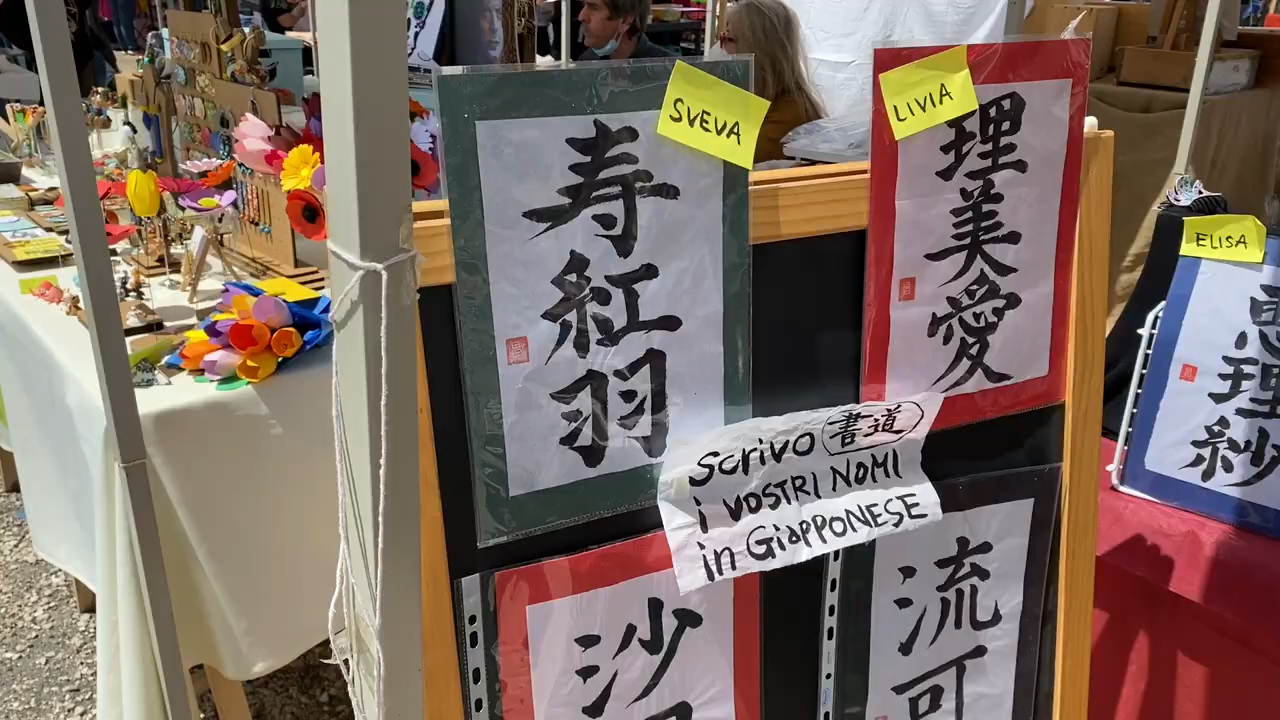 SVEVA
寿
紅
羽
LIVIA
理
美
愛
ELISA
恵
理
紗
scrivo 書道
i VOSTRI NOMI
in GiaPPONESE
沙
流
可